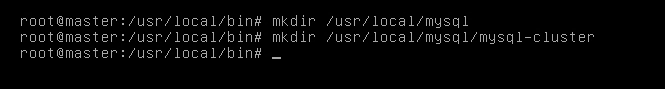 root@master:/usr/local/bin# mkdir /usr/local/mysql
root@master:/usr/local/bin# mkdir /usr/local/mysql/mysql-cluster
root@master:/usr/local/bin# _